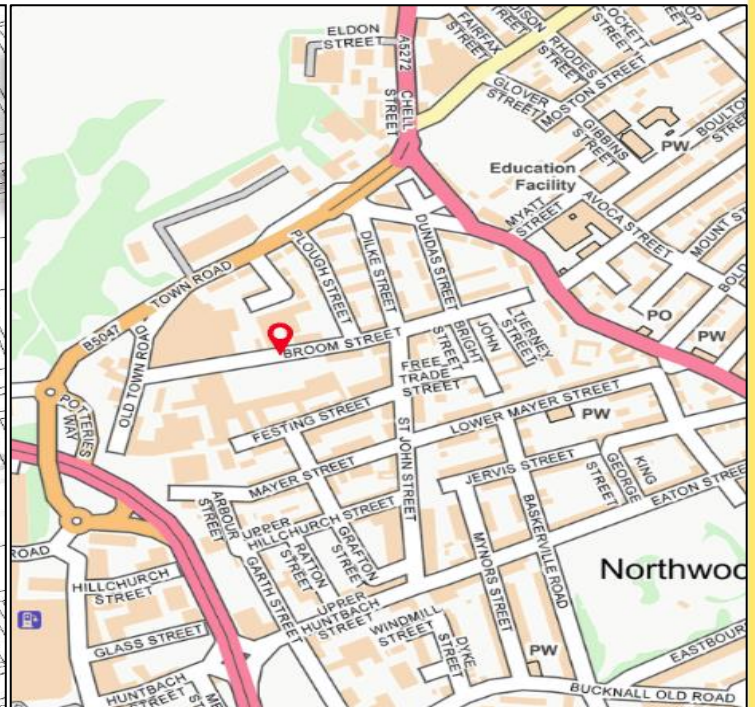 ELDON
STREET
A5272
CHELL
STREET
FAIRFAX
RHODES
STREET
GLOVER
STREET
MOSTON STREET
GIBBINS
STREET
PW
Education
Facility
MYATT
STREET
AVOCA STREET
MOUNT
PLOUGH STREET
DILKE STREET
DUNDAS STREET
B5047
TOWN ROAD
OLD TOWN ROAD
BROOM STREET
BRIGHT
STREET
JOHN
TIERNEY
STREET
PO
PW
POTTERIES
WAY
FREE
TRADE
STREET
FESTING STREET
ST JOHN STREET
LOWER MAYER STREET
PW
MAYER STREET
JERVIS STREET
KING
GEORGE
STREET
EATON STREET
ARBOUR
STREET
UPPER
HILLCHURCH STREET
GRAFTON
STREET
RATTON
STREET
BASKERVILLE ROAD
MYNORS STREET
ROAD
HILLCHURCH
STREET
GARTH STREET
UPPER
HUNTBACH
STREET
WINDMILL
STREET
DYKE
STREET
GLASS STREET
PW
HUNTBACH
STREET
BUCKNALL OLD ROAD